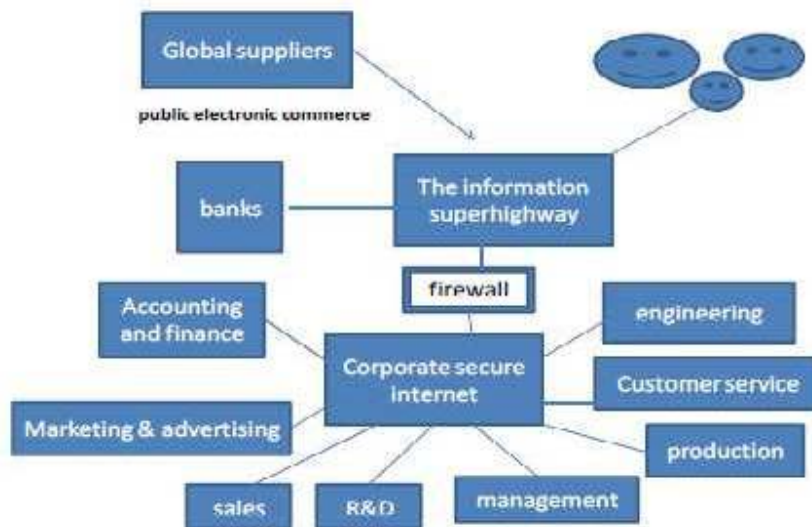 Global suppliers
public electronic commerce
The information
superhighway
banks
firewall
Accounting
and finance
engineering
Corporate secure
internet
Customer service
Marketing & advertising
production
sales
R&D
management